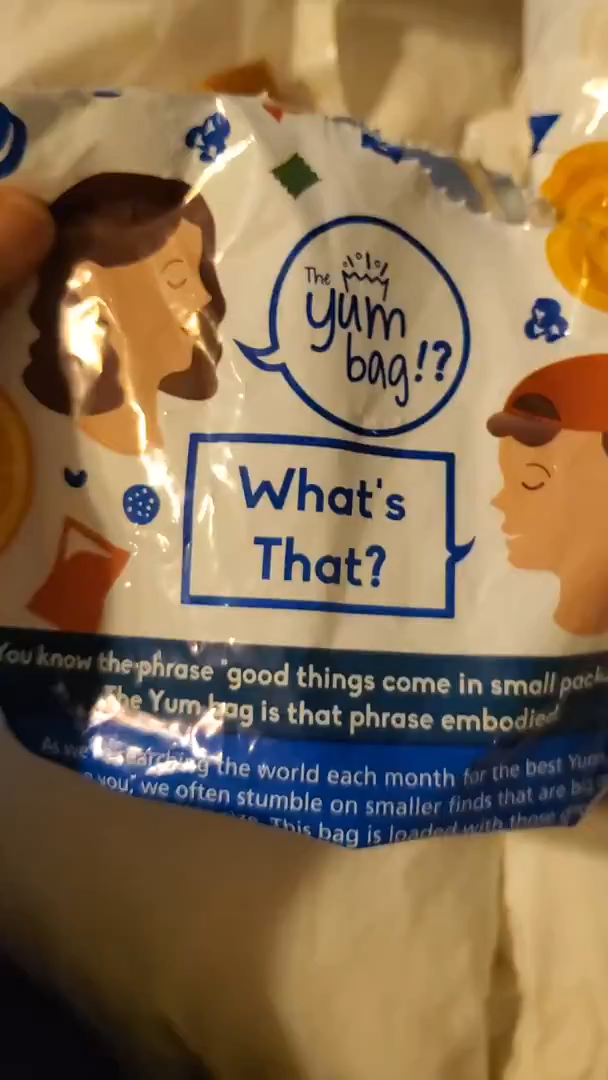 The
yum
bag!?
What's
That?
You know the phrase "good things come in small
The Yum bag is that phrase embodied
the world each month for the best Yum
you," we often stumble on smaller finds that are
This bag is loaded with those